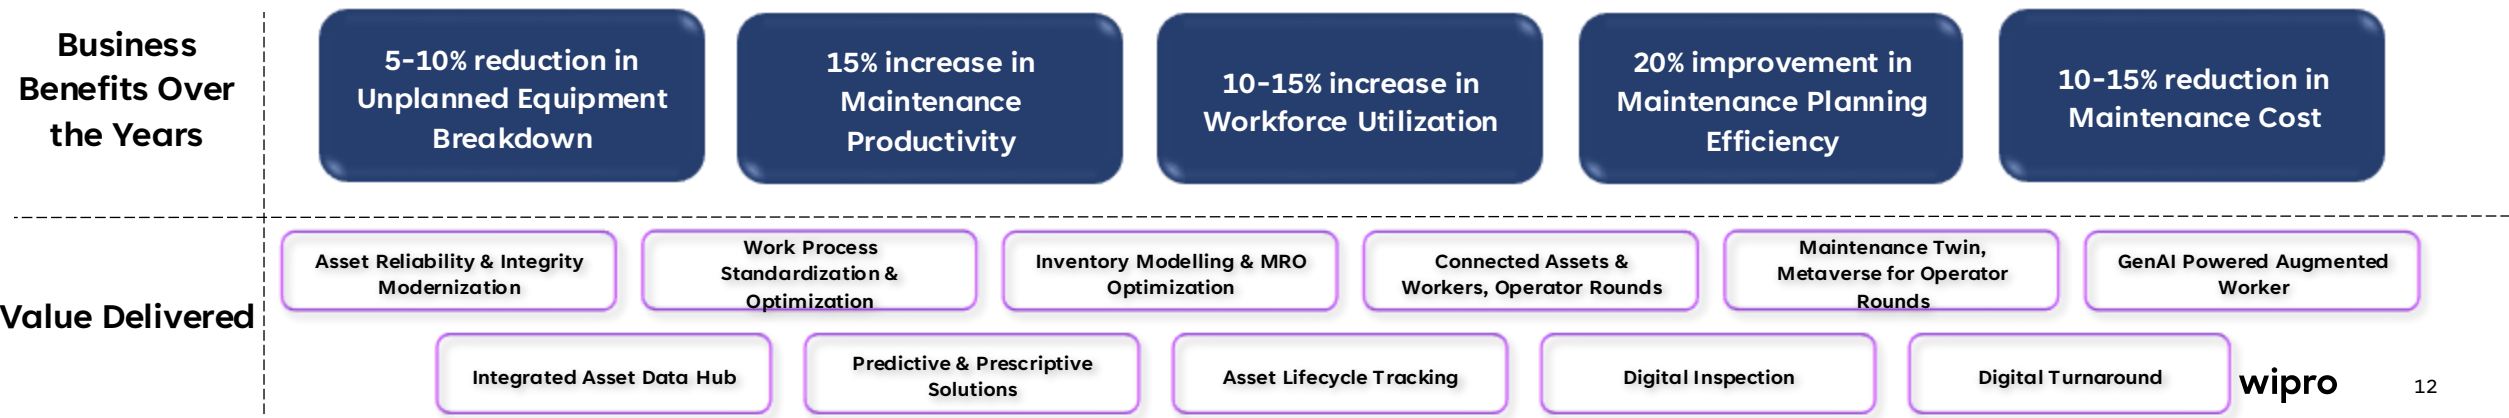 Business
Benefits Over
the Years
5-10% reduction in
Unplanned Equipment
Breakdown
15% increase in
Maintenance
Productivity
10-15% increase in
Workforce Utilization
20% improvement in
Maintenance Planning
Efficiency
10-15% reduction in
Maintenance Cost
Value Delivered
Asset Reliability & Integrity
Modernization
Work Process
Standardization &
Optimization
Inventory Modelling & MRO
Optimization
Connected Assets &
Workers, Operator Rounds
Maintenance Twin,
Metaverse for Operator
Rounds
GenAI Powered Augmented
Worker
Integrated Asset Data Hub
Predictive & Prescriptive
Solutions
Asset Lifecycle Tracking
Digital Inspection
Digital Turnaround
wipro
12